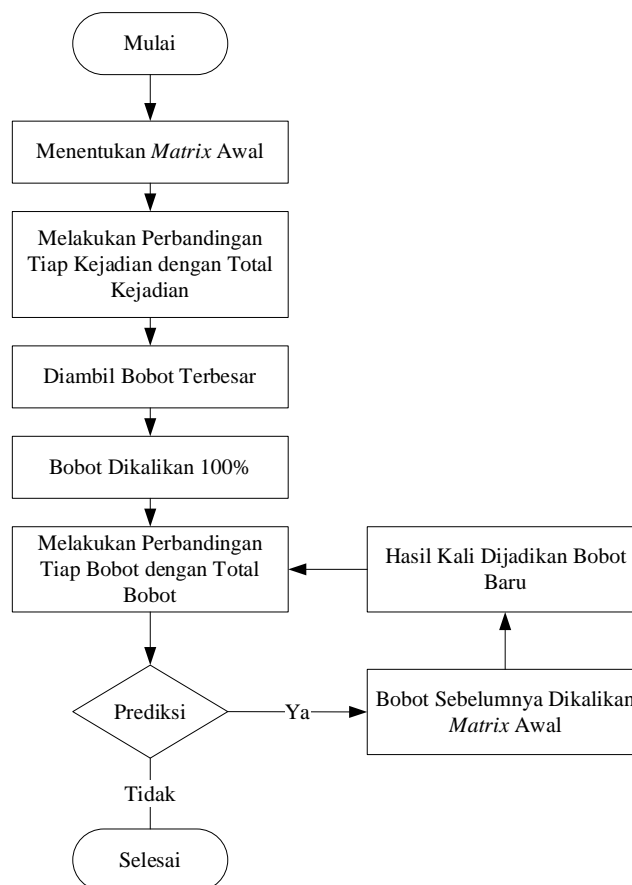 Mulai
Menentukan Matrix Awal
Melakukan Perbandingan
Tiap Kejadian dengan Total
Kejadian
Diambil Bobot Terbesar
Bobot Dikalikan 100%
Melakukan Perbandingan
Tiap Bobot dengan Total
Bobot
Hasil Kali Dijadikan Bobot
Baru
Prediksi
Ya
Bobot Sebelumnya Dikalikan
Matrix Awal
Tidak
Selesai